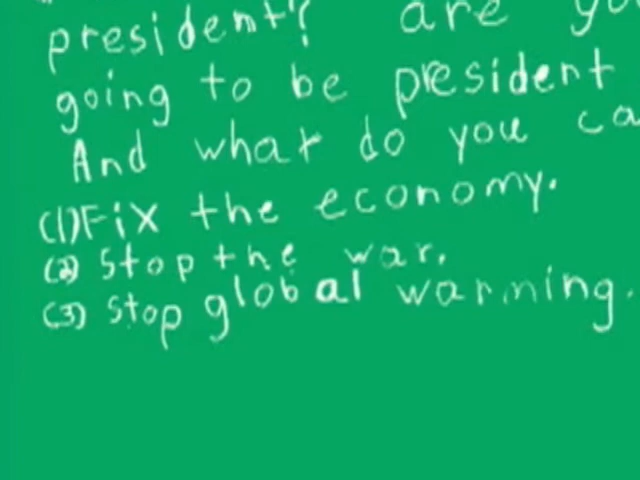 president? are yo
going to be president
And what do you ca
(1) Fix the economy.
(2) Stop the war.
(3) Stop global warming.